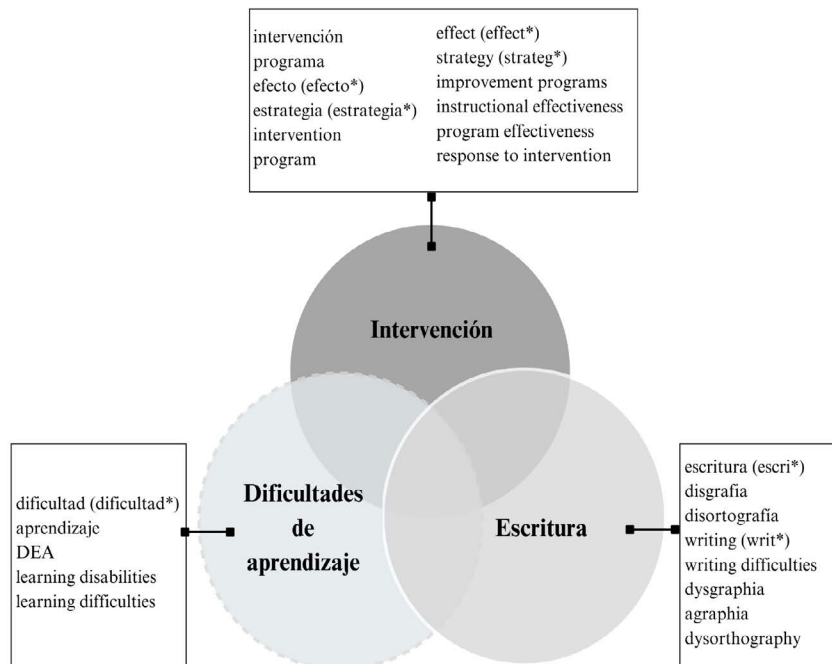 intervención
programa
efecto (efecto*)
estrategia (estrategia*)
intervention
program
effect (effect*)
strategy (strateg*)
improvement programs
instructional effectiveness
program effectiveness
response to intervention
Intervención
dificultad (dificultad*)
aprendizaje
DEA
learning disabilities
learning difficulties
Dificultades
de
aprendizaje
Escritura
escritura (escri*)
disgrafia
disortografía
writing (writ*)
writing difficulties
dysgraphia
agraphia
dysorthography